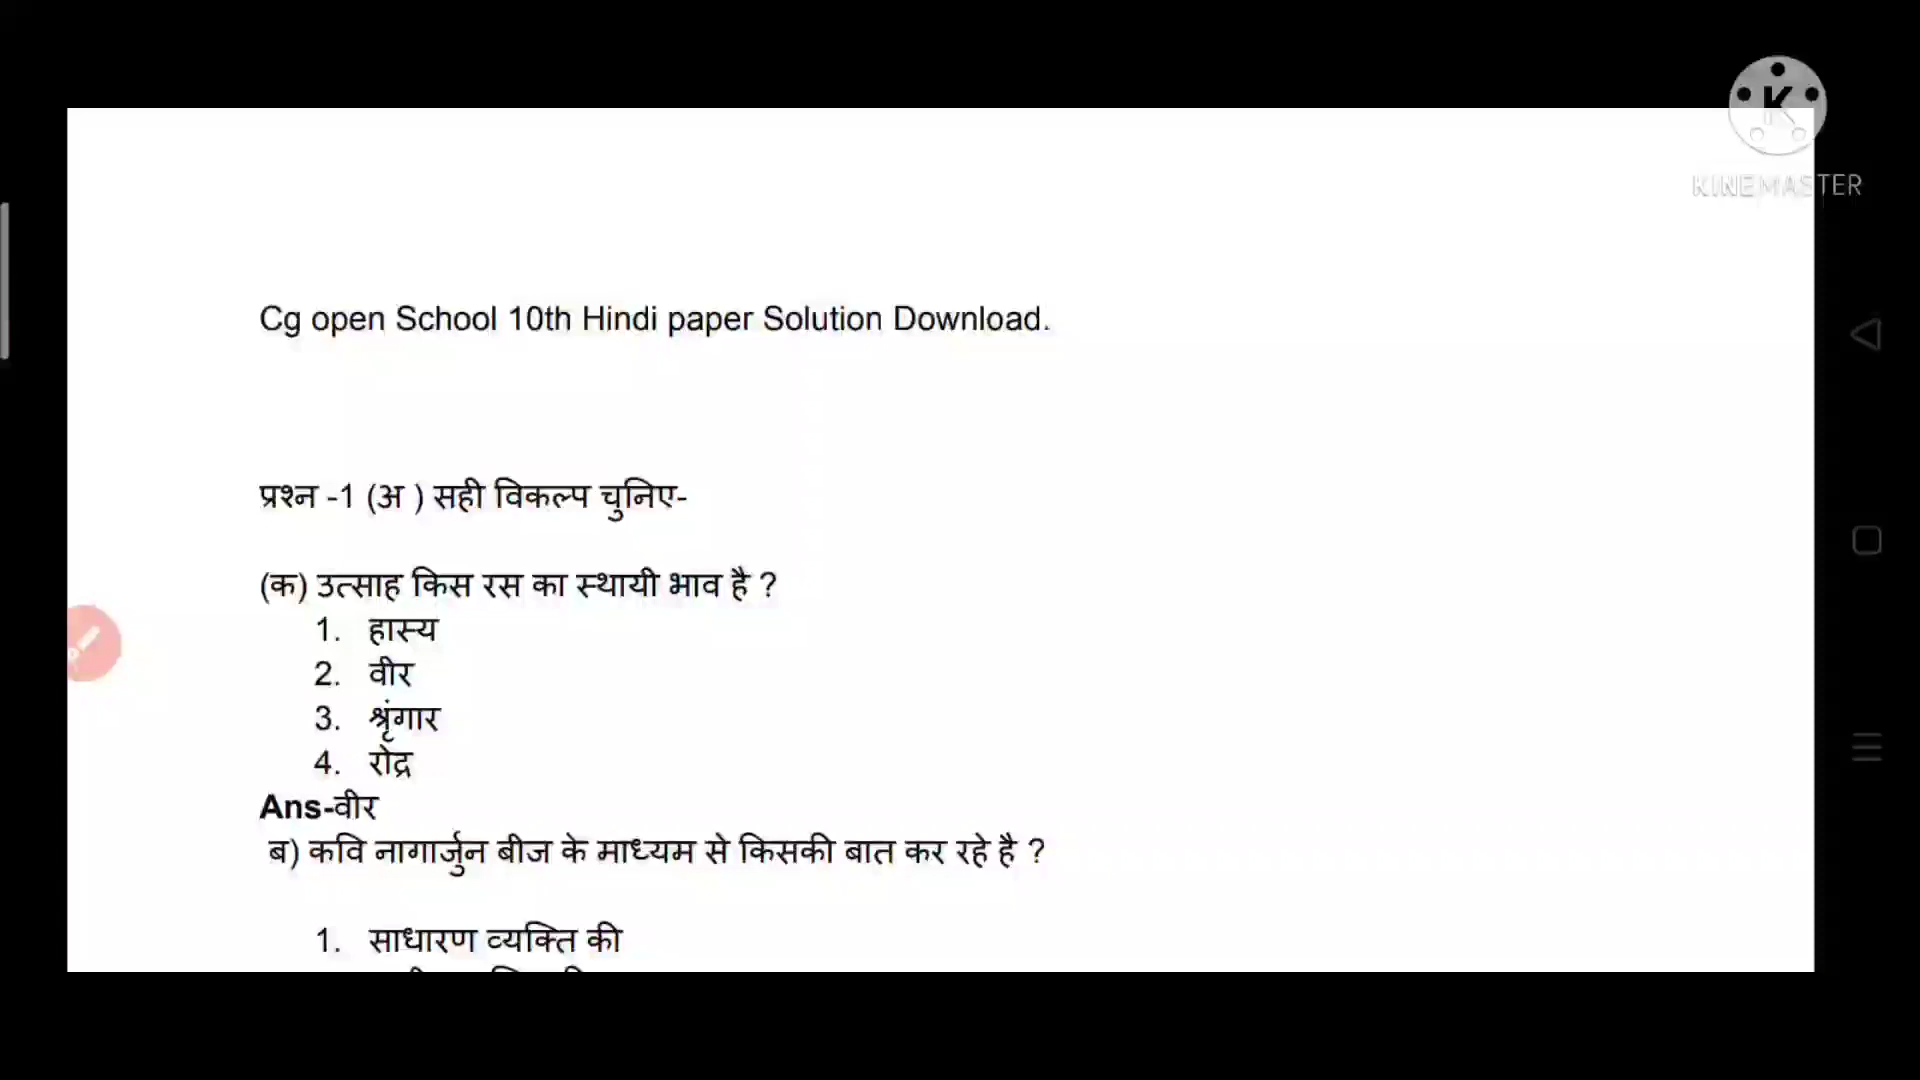 KINEMASTER
Cg open School 10th Hindi paper Solution Download.
प्रश्न -1 (अ ) सही विकल्प चुनिए-
(क) उत्साह किस रस का स्थायी भाव है ?
1. हास्य
2. वीर
3. श्रृंगार
4. रोद्र
Ans-वीर
ब) कवि नागार्जुन बीज के माध्यम से किसकी बात कर रहे है ?
1. साधारण व्यक्ति की